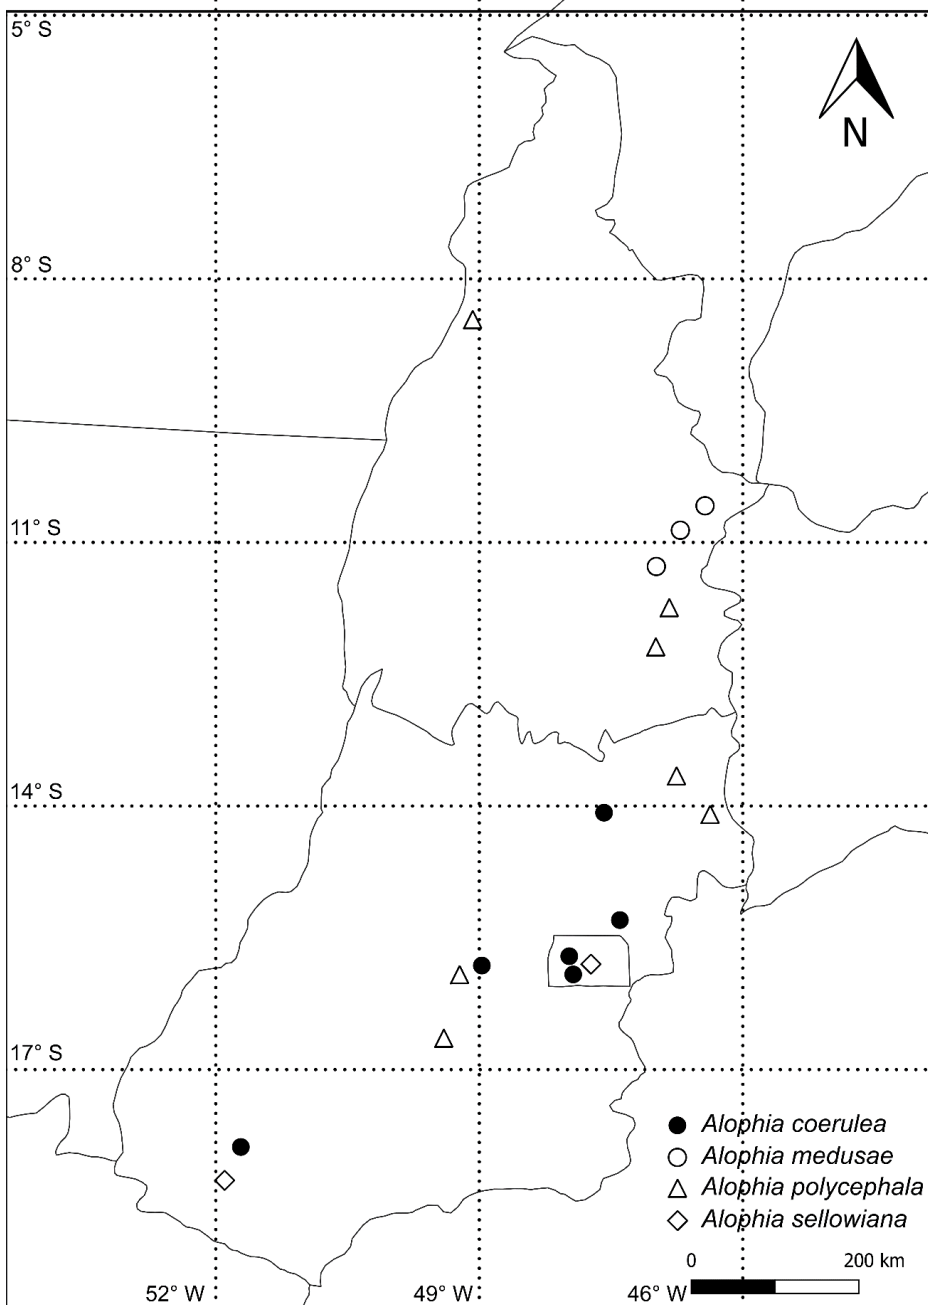 5° S
N
8° S
11° S
14° S
17° S
Alophia coerulea
Alophia medusae
Alophia polycephala
Alophia sellowiana
0 200 km
52° W 49° W 46° W